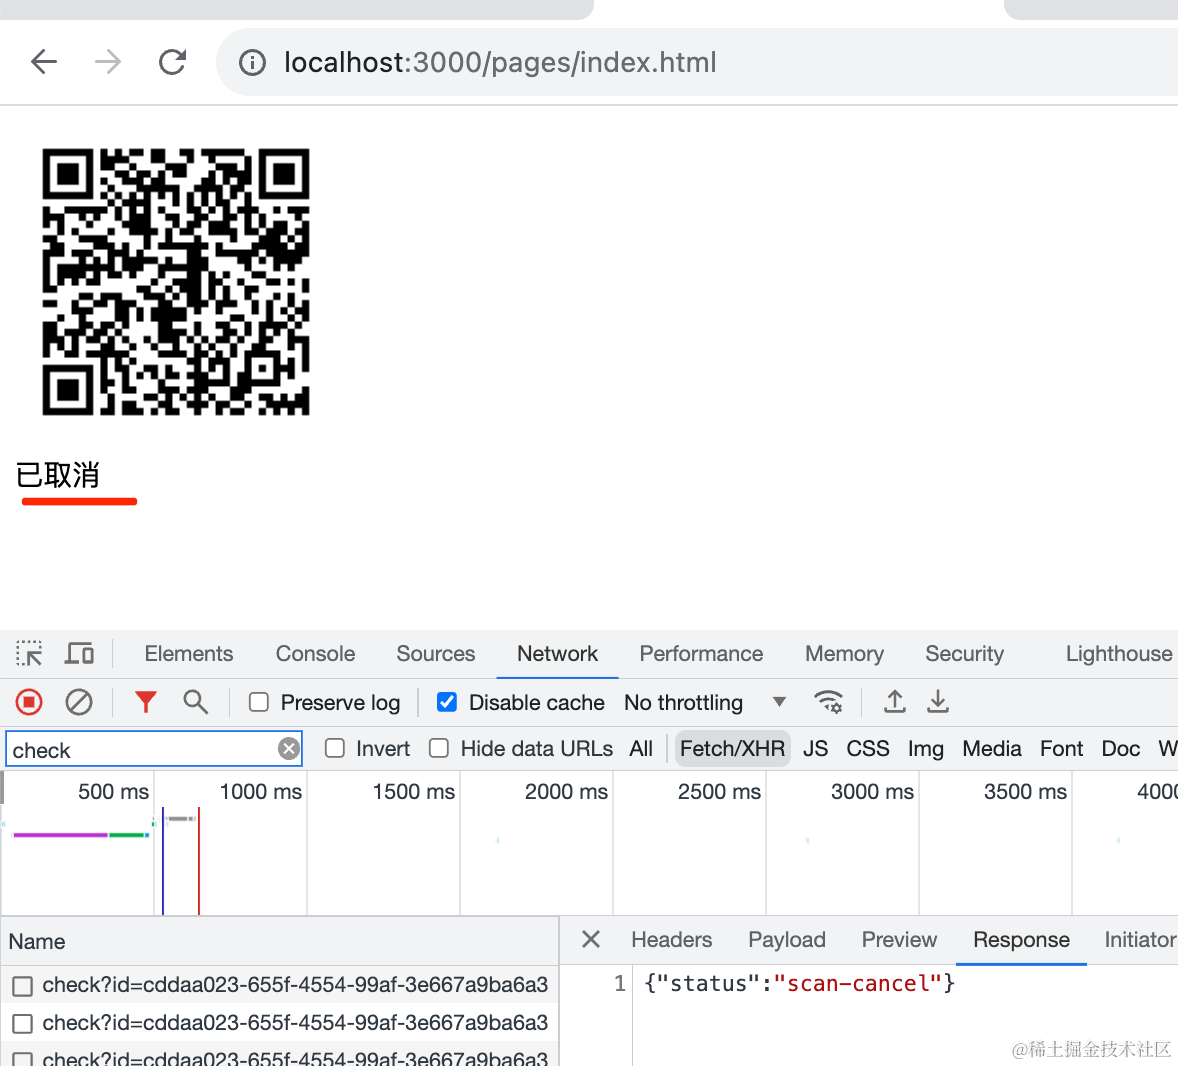 localhost:3000/pages/index.html
已取消
Elements Console Sources Network Performance Memory Security Lighthouse
Preserve log Disable cache No throttling
check Invert Hide data URLs All Fetch/XHR JS CSS Img Media Font Doc W
500 ms 1000 ms 1500 ms 2000 ms 2500 ms 3000 ms 3500 ms 4000
Name Headers Payload Preview Response Initiator
check?id=cddaa023-655f-4554-99af-3e667a9ba6a3 1 {"status":"scan-cancel"}
check?id=cddaa023-655f-4554-99af-3e667a9ba6a3
check?id=cddaa023-655f-4554-99af-3e667a9ba6a3
@稀土掘金技术社区